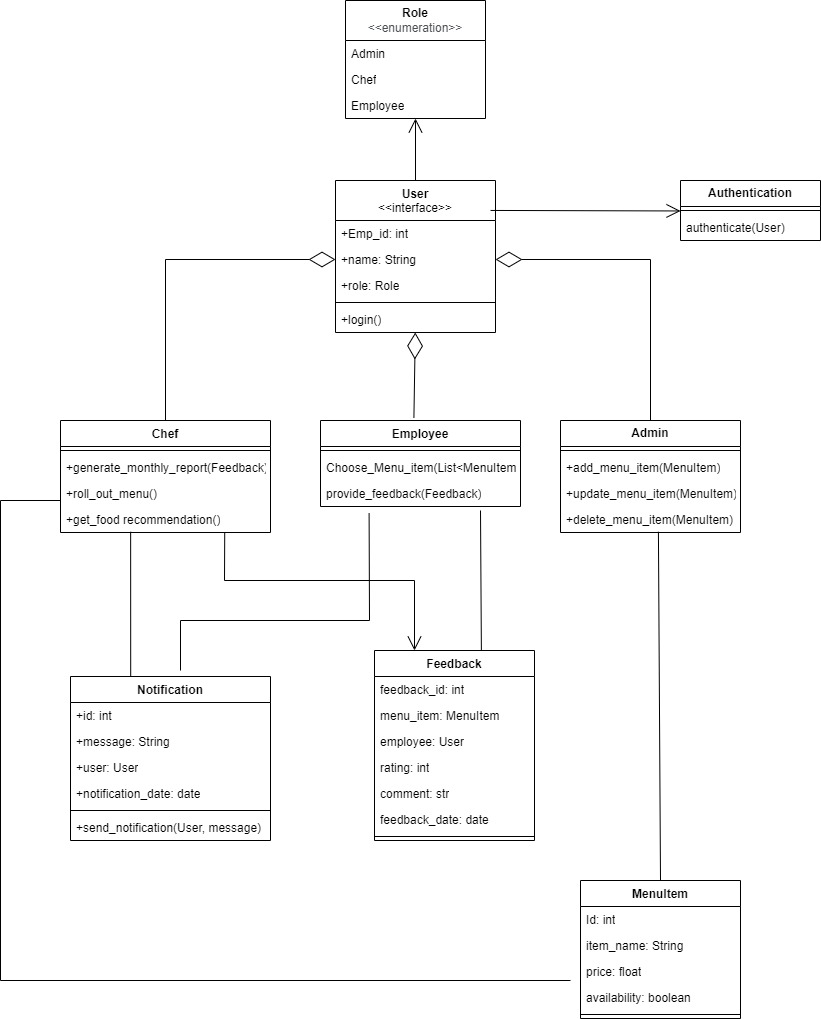 Role
<<enumeration>>
Admin
Chef
Employee
User
<<interface>>
+Emp_id: int
+name: String
+role: Role
+login()
Authentication
authenticate(User)
Chef
+generate_monthly_report(Feedback)
+roll_out_menu()
+get_food recommendation()
Employee
Choose_Menu_item(List<MenuItem
provide_feedback(Feedback)
Admin
+add_menu_item(MenuItem)
+update_menu_item(MenuItem)
+delete_menu_item(MenuItem)
Notification
+id: int
+message: String
+user: User
+notification_date: date
+send_notification(User, message)
Feedback
feedback_id: int
menu_item: MenuItem
employee: User
rating: int
comment: str
feedback_date: date
MenuItem
Id: int
item_name: String
price: float
availability: boolean